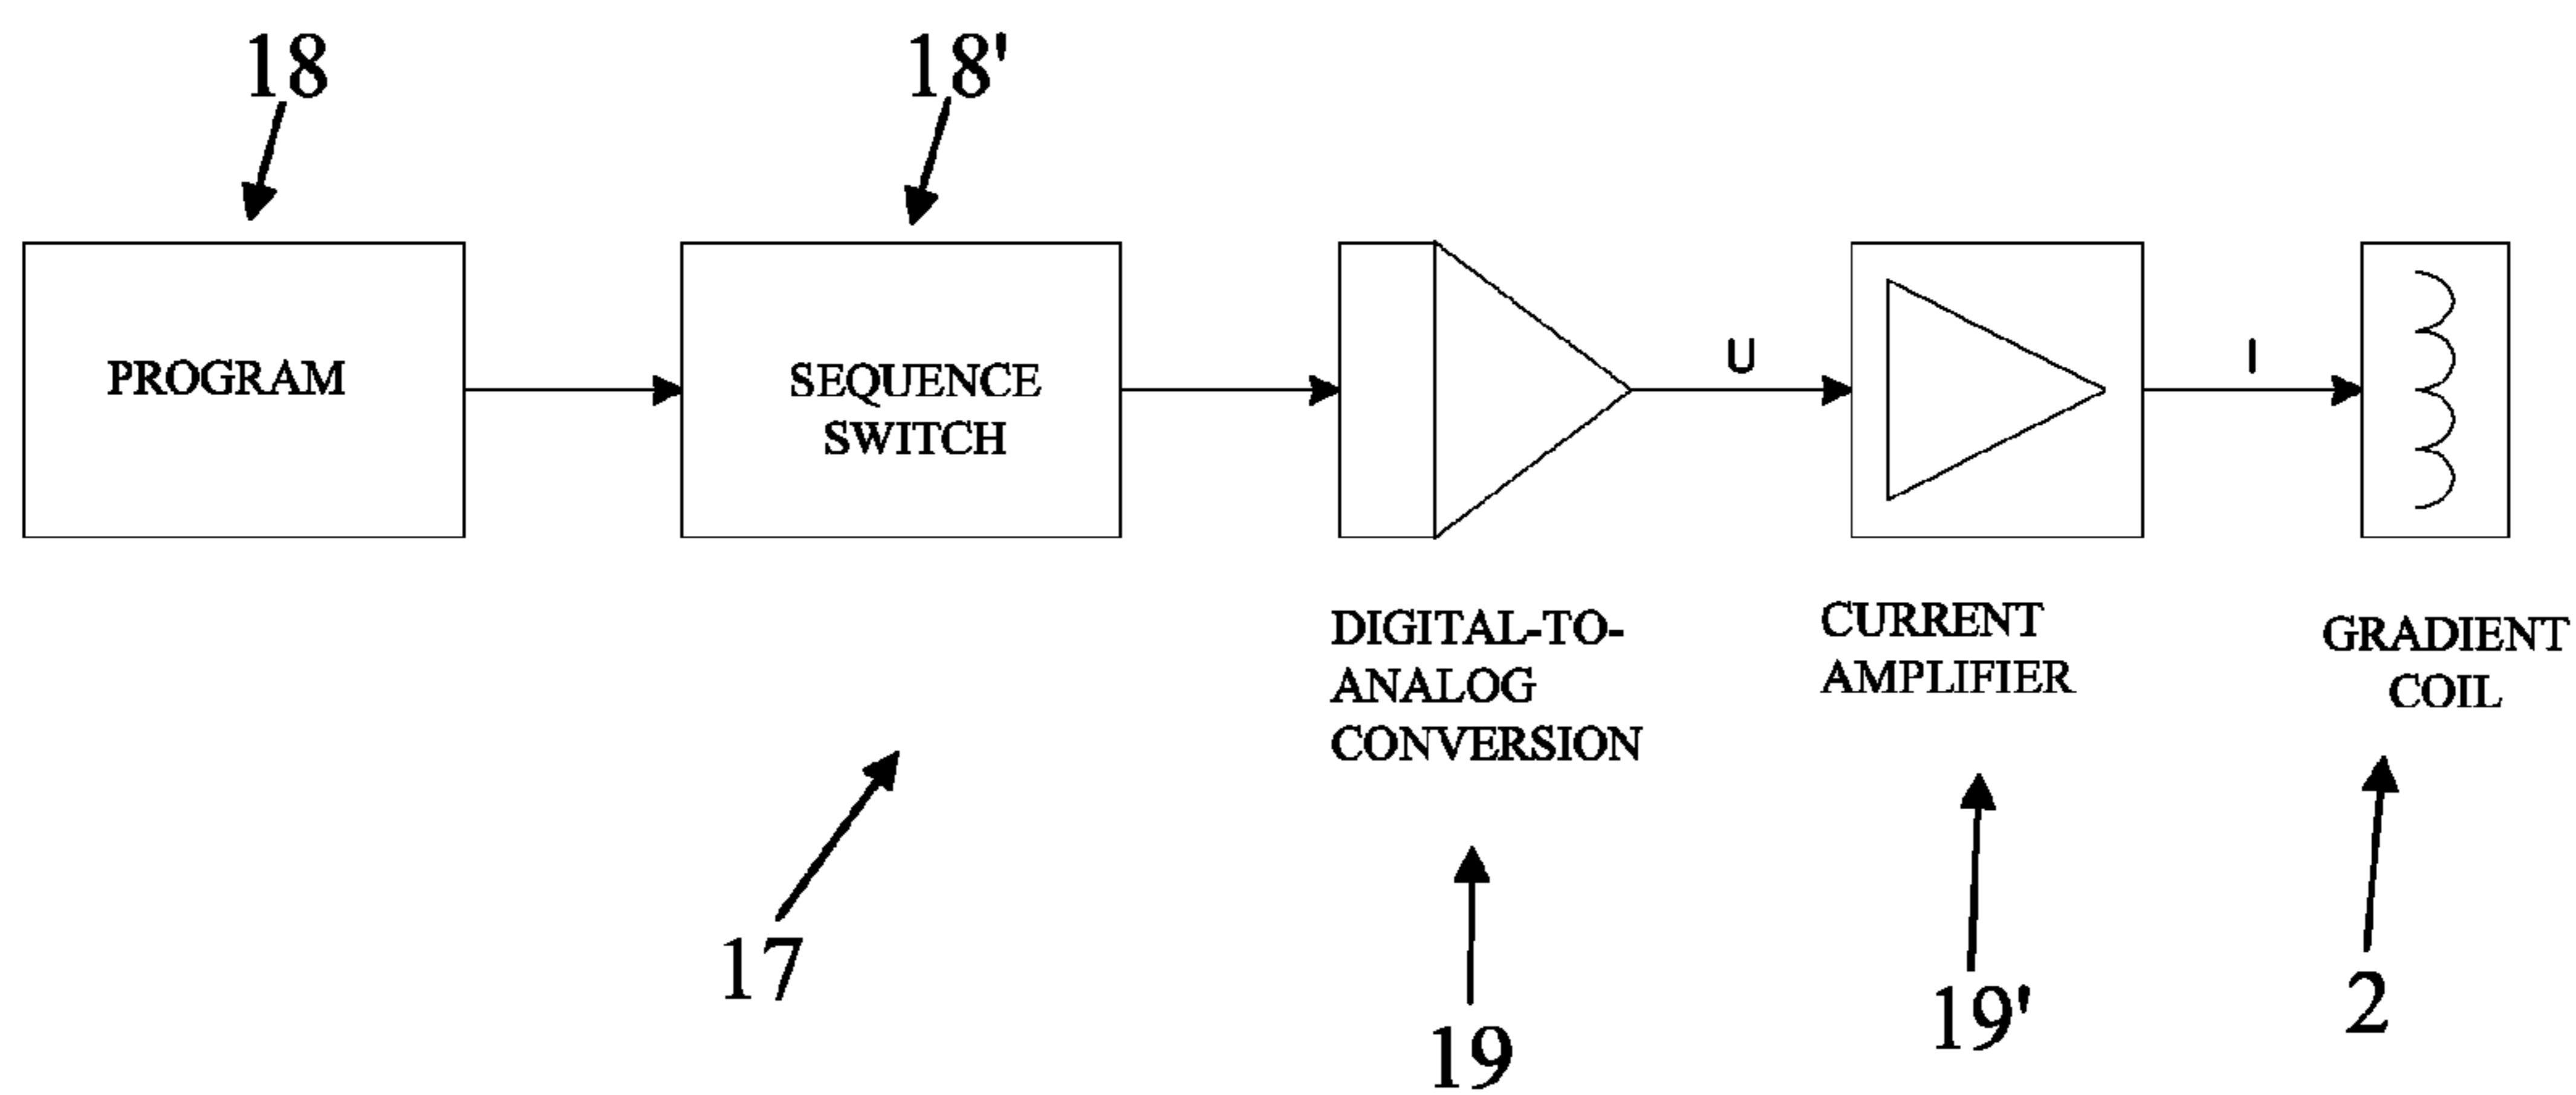 18
18'
PROGRAM
SEQUENCE
SWITCH
U
I
DIGITAL-TO-
ANALOG
CONVERSION
CURRENT
AMPLIFIER
GRADIENT
COIL
17
19
19'
2